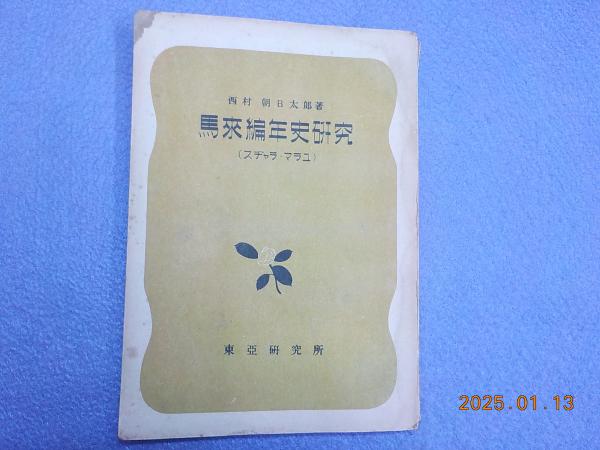 西村 朝日太郎著
馬來編年史研究
(スヂャラ・マラユ)
東亞研究所
2025.01.13